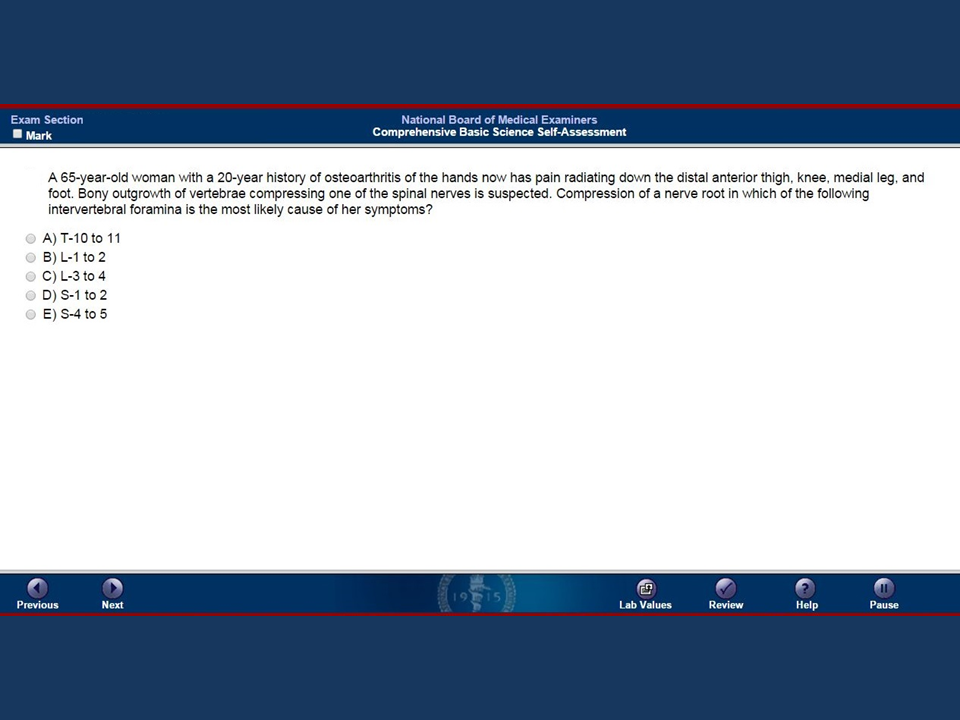 Exam Section
Mark
National Board of Medical Examiners
Comprehensive Basic Science Self-Assessment
A 65-year-old woman with a 20-year history of osteoarthritis of the hands now has pain radiating down the distal anterior thigh, knee, medial leg, and
foot. Bony outgrowth of vertebrae compressing one of the spinal nerves is suspected. Compression of a nerve root in which of the following
intervertebral foramina is the most likely cause of her symptoms?
A) T-10 to 11
B) L-1 to 2
C) L-3 to 4
D) S-1 to 2
E) S-4 to 5
1915
Previous
Next
Lab Values
Review
Help
Pause